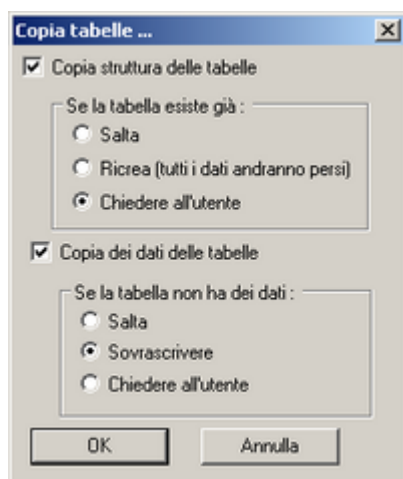 Copia tabelle ...
Copia struttura delle tabelle
Se la tabella esiste già :
Salta
Ricrea (tutti i dati andranno persi)
Chiedere all'utente
Copia dei dati delle tabelle
Se la tabella non ha dei dati :
Salta
Sovrascrivere
Chiedere all'utente
OK Annulla